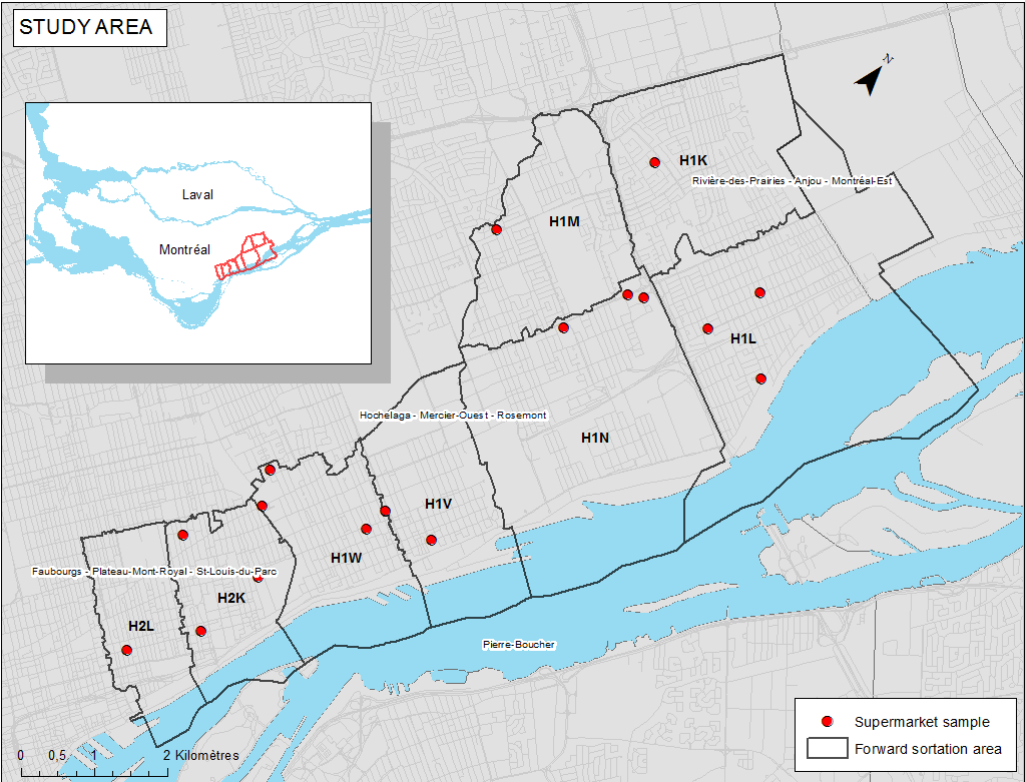 STUDY AREA
N
Laval
Montréal
H1K
Rivière-des-Prairies - Anjou - Montréal-Est
H1M
H1L
Hochelaga - Mercier-Ouest - Rosemont
H1N
H1V
H1W
Faubourgs - Plateau-Mont-Royal - St-Louis-du-Parc
H2K
H2L
Pierre-Boucher
0 0,5 1 2 Kilomètres
Supermarket sample
Forward sortation area